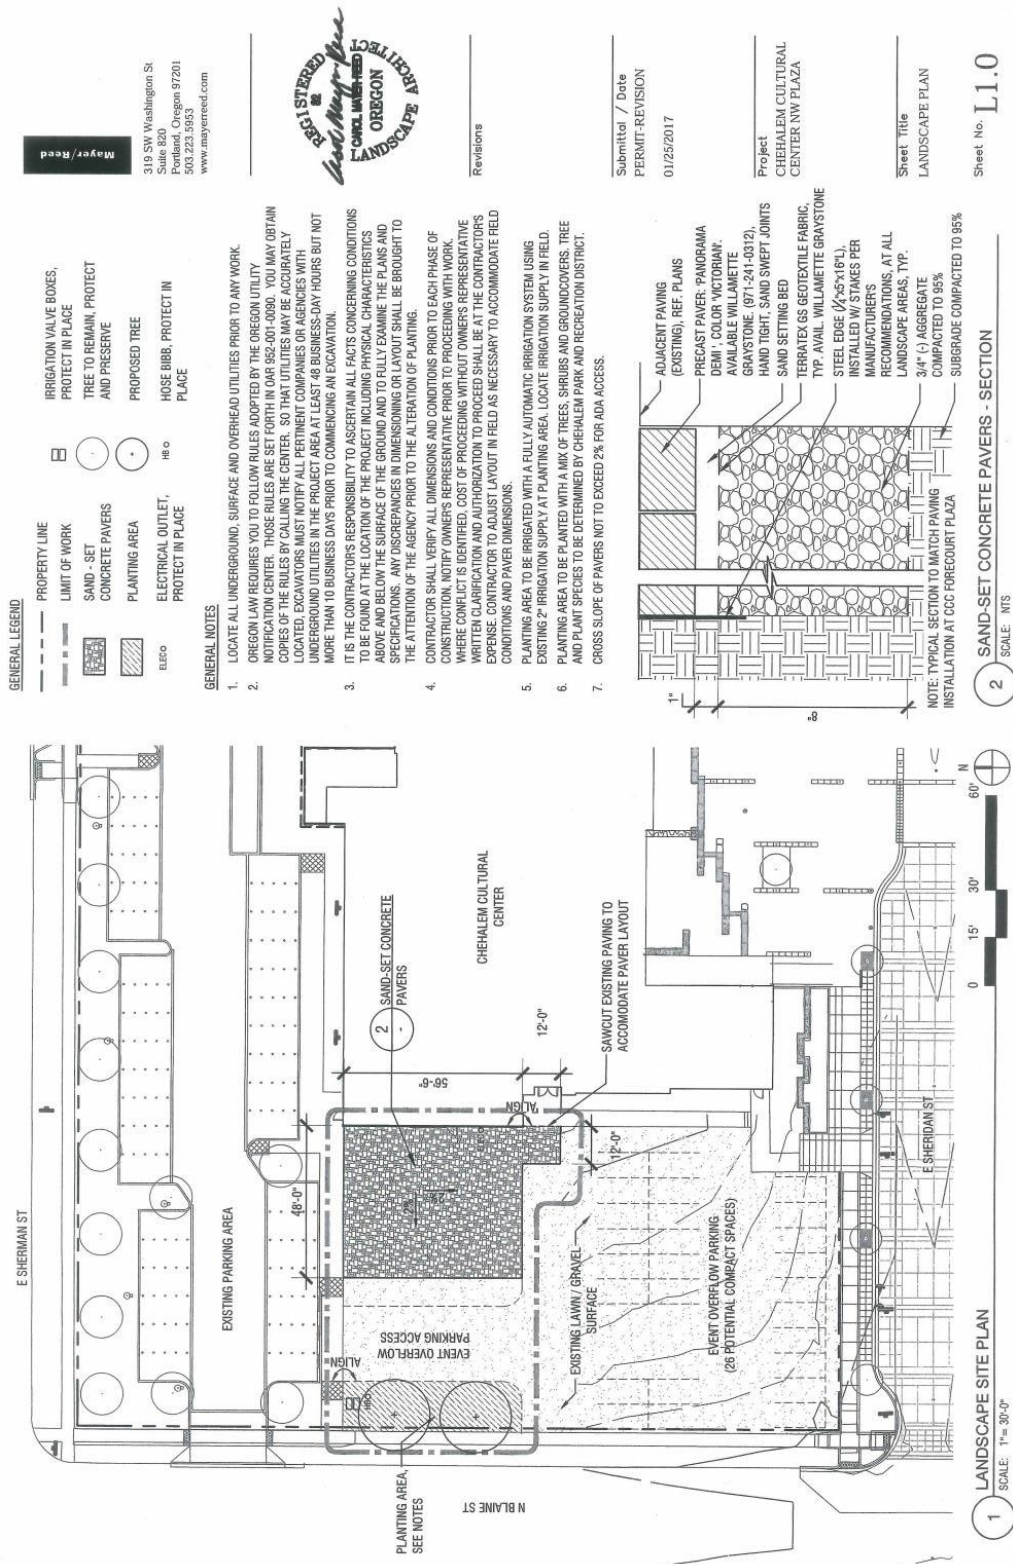 Mayer/Reed
319 SW Washington St
Suite 820
Portland, Oregon 97201
503.223.5953
www.mayerreed.com
REGISTERED
CAROL MAYER-REED
OREGON
LANDSCAPE ARCHITECT
Revisions
Submittal / Date
PERMIT-REVISION
01/25/2017
Project
CHEHALEM CULTURAL
CENTER NW PLAZA
Sheet Title
LANDSCAPE PLAN
Sheet No. L1.0
GENERAL LEGEND
PROPERTY LINE
LIMIT OF WORK
SAND - SET
CONCRETE PAVERS
PLANTING AREA
ELEC
ELECTRICAL OUTLET,
PROTECT IN PLACE
IRRIGATION VALVE BOXES,
PROTECT IN PLACE
TREE TO REMAIN, PROTECT
AND PRESERVE
PROPOSED TREE
HB
HOSE BIBB, PROTECT IN
PLACE
GENERAL NOTES
1. LOCATE ALL UNDERGROUND, SURFACE AND OVERHEAD UTILITIES PRIOR TO ANY WORK.
2. OREGON LAW REQUIRES YOU TO FOLLOW RULES ADOPTED BY THE OREGON UTILITY
NOTIFICATION CENTER. THOSE RULES ARE SET FORTH IN OAR 952-001-0090. YOU MAY OBTAIN
COPIES OF THE RULES BY CALLING THE CENTER. SO THAT UTILITIES MAY BE ACCURATELY
LOCATED, EXCAVATORS MUST NOTIFY ALL PERTINENT COMPANIES OR AGENCIES WITH
UNDERGROUND UTILITIES IN THE PROJECT AREA AT LEAST 48 BUSINESS-DAY HOURS BUT NOT
MORE THAN 10 BUSINESS DAYS PRIOR TO COMMENCING AN EXCAVATION.
3. IT IS THE CONTRACTOR'S RESPONSIBILITY TO ASCERTAIN ALL FACTS CONCERNING CONDITIONS
TO BE FOUND AT THE LOCATION OF THE PROJECT INCLUDING PHYSICAL CHARACTERISTICS
ABOVE AND BELOW THE SURFACE OF THE GROUND AND TO FULLY EXAMINE THE PLANS AND
SPECIFICATIONS. ANY DISCREPANCIES IN DIMENSIONING OR LAYOUT SHALL BE BROUGHT TO
THE ATTENTION OF THE AGENCY PRIOR TO THE ALTERATION OF PLANTING.
4. CONTRACTOR SHALL VERIFY ALL DIMENSIONS AND CONDITIONS PRIOR TO EACH PHASE OF
CONSTRUCTION. NOTIFY OWNER'S REPRESENTATIVE PRIOR TO PROCEEDING WITH WORK
WHERE CONFLICT IS IDENTIFIED. COST OF PROCEEDING WITHOUT OWNER'S REPRESENTATIVE
WRITTEN CLARIFICATION AND AUTHORIZATION TO PROCEED SHALL BE AT THE CONTRACTOR'S
EXPENSE. CONTRACTOR TO ADJUST LAYOUT IN FIELD AS NECESSARY TO ACCOMMODATE FIELD
CONDITIONS AND PAVER DIMENSIONS.
5. PLANTING AREA TO BE IRRIGATED WITH A FULLY AUTOMATIC IRRIGATION SYSTEM USING
EXISTING 2" IRRIGATION SUPPLY AT PLANTING AREA. LOCATE IRRIGATION SUPPLY IN FIELD.
6. PLANTING AREA TO BE PLANTED WITH A MIX OF TREES, SHRUBS AND GROUNDCOVERS. TREE
AND PLANT SPECIES TO BE DETERMINED BY CHEHALEM PARK AND RECREATION DISTRICT.
7. CROSS SLOPE OF PAVERS NOT TO EXCEED 2% FOR ADA ACCESS.
ADJACENT PAVING
(EXISTING), REF. PLANS
PRECAST PAVER: 'PANORAMA
DEMI', COLOR 'VICTORIAN'.
AVAILABLE WILLAMETTE
GRAYSTONE. (971-241-0312),
HAND TIGHT, SAND SWEPT JOINTS
SAND SETTING BED
TERRATEX GS GEOTEXTILE FABRIC,
TYP. AVAIL. WILLAMETTE GRAYSTONE
STEEL EDGE (1/4"x5"x16"L),
INSTALLED W/ STAKES PER
MANUFACTURER'S
RECOMMENDATIONS, AT ALL
LANDSCAPE AREAS, TYP.
3/4" (-) AGGREGATE
COMPACTED TO 95%
SUBGRADE COMPACTED TO 95%
1"
8"
NOTE: TYPICAL SECTION TO MATCH PAVING
INSTALLATION AT CCC FORECOURT PLAZA
2 SAND-SET CONCRETE PAVERS - SECTION
SCALE: NTS
E SHERMAN ST
EXISTING PARKING AREA
48'-0"
56'-6"
2
-
SAND-SET CONCRETE
PAVERS
CHEHALEM CULTURAL
CENTER
12'-0"
12'-0"
ALIGN
ALIGN
SAWCUT EXISTING PAVING TO
ACCOMODATE PAVER LAYOUT
2%
2%
EVENT OVERFLOW
PARKING ACCESS
HB
PLANTING AREA,
SEE NOTES
N BLAINE ST
EXISTING LAWN / GRAVEL
SURFACE
EVENT OVERFLOW PARKING
(26 POTENTIAL COMPACT SPACES)
E SHERIDAN ST
1 LANDSCAPE SITE PLAN
SCALE: 1"= 30'-0"
0 15' 30' 60'
N